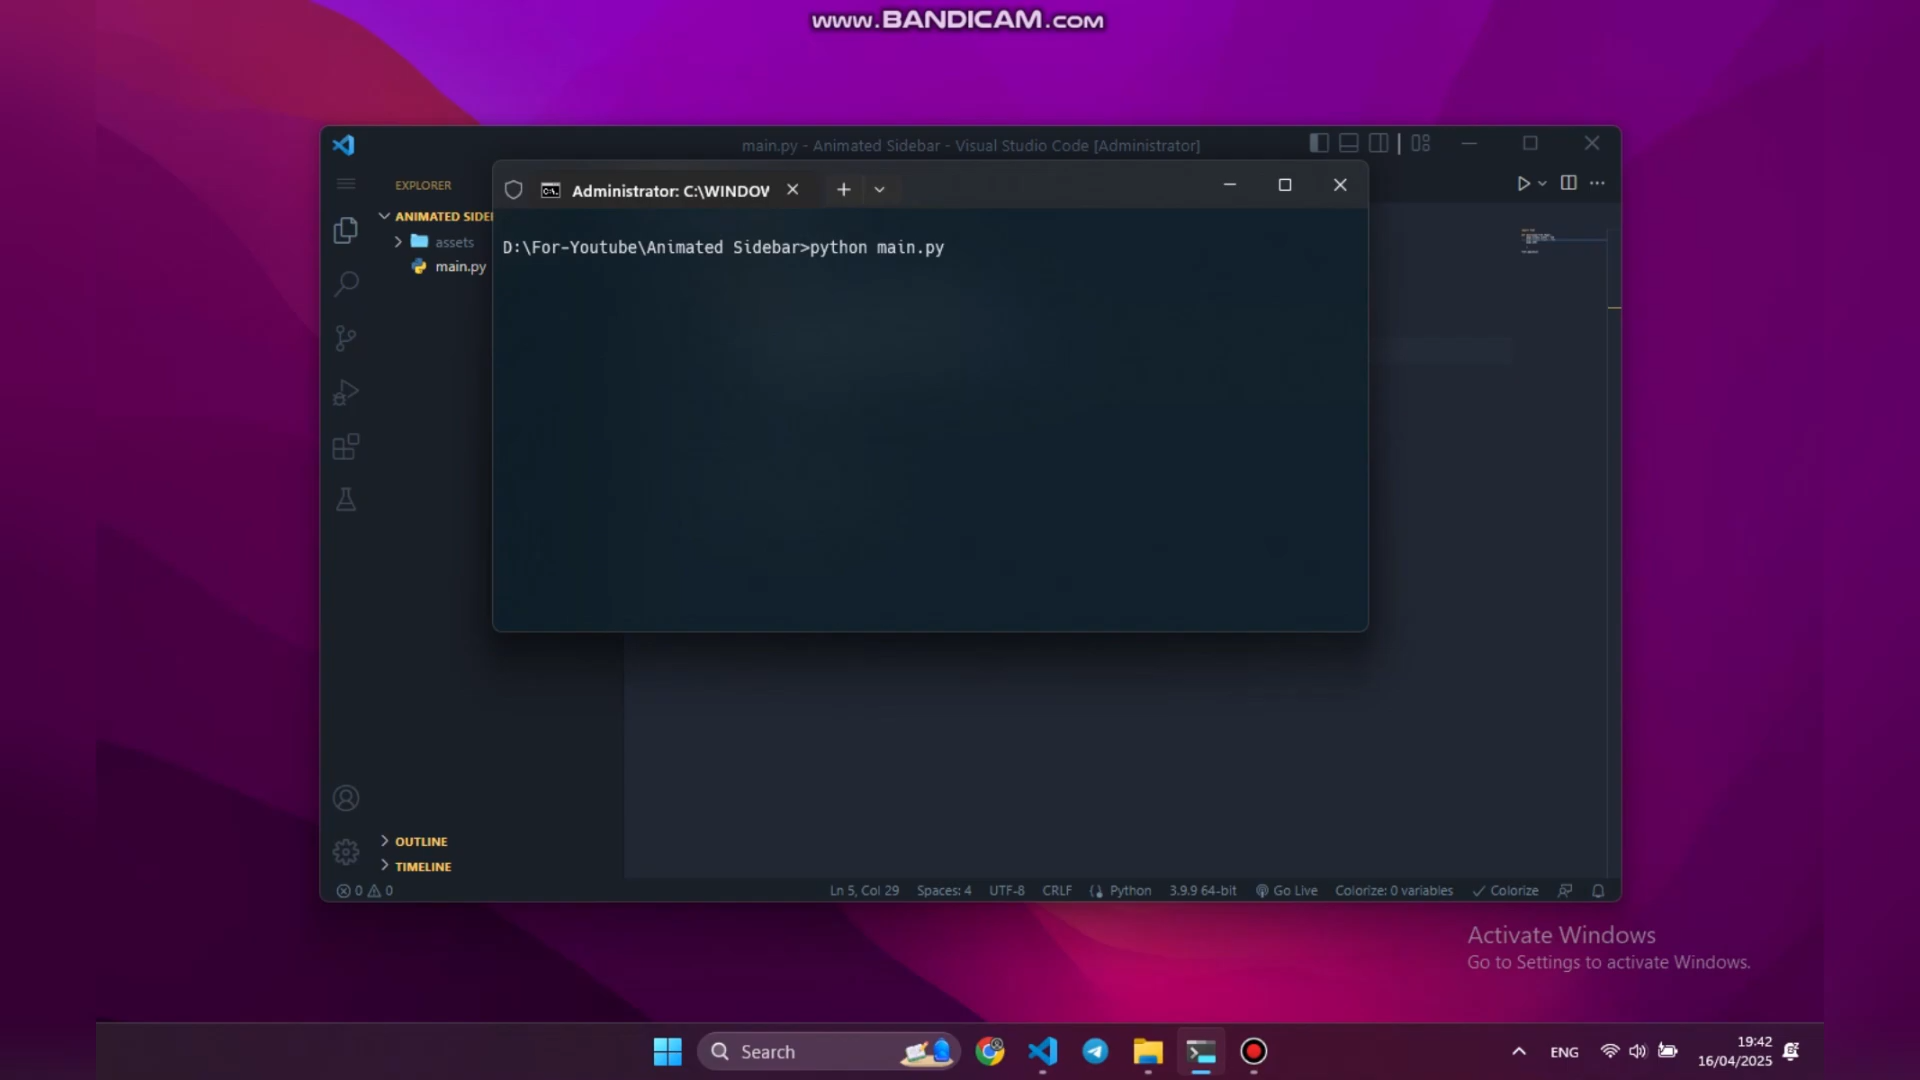 www.BANDICAM.com
main.py - Animated Sidebar - Visual Studio Code [Administrator]
EXPLORER
ANIMATED SIDE
assets
main.py
Administrator: C:\WINDOW
D:\For-Youtube\Animated Sidebar>python main.py
OUTLINE
TIMELINE
0 0
Ln 5, Col 29 Spaces: 4 UTF-8 CRLF Python 3.9.9 64-bit Go Live Colorize: 0 variables Colorize
Activate Windows
Go to Settings to activate Windows.
Search
ENG
19:42
16/04/2025